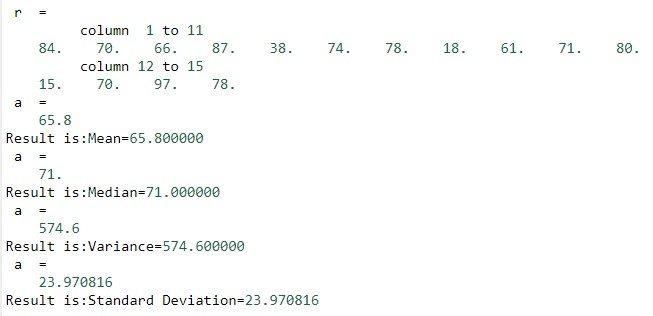 r =
column 1 to 11
84. 70. 66. 87. 38. 74. 78. 18. 61. 71. 80.
column 12 to 15
15. 70. 97. 78.
a =
65.8
Result is:Mean=65.800000
a =
71.
Result is:Median=71.000000
a =
574.6
Result is:Variance=574.600000
a =
23.970816
Result is:Standard Deviation=23.970816